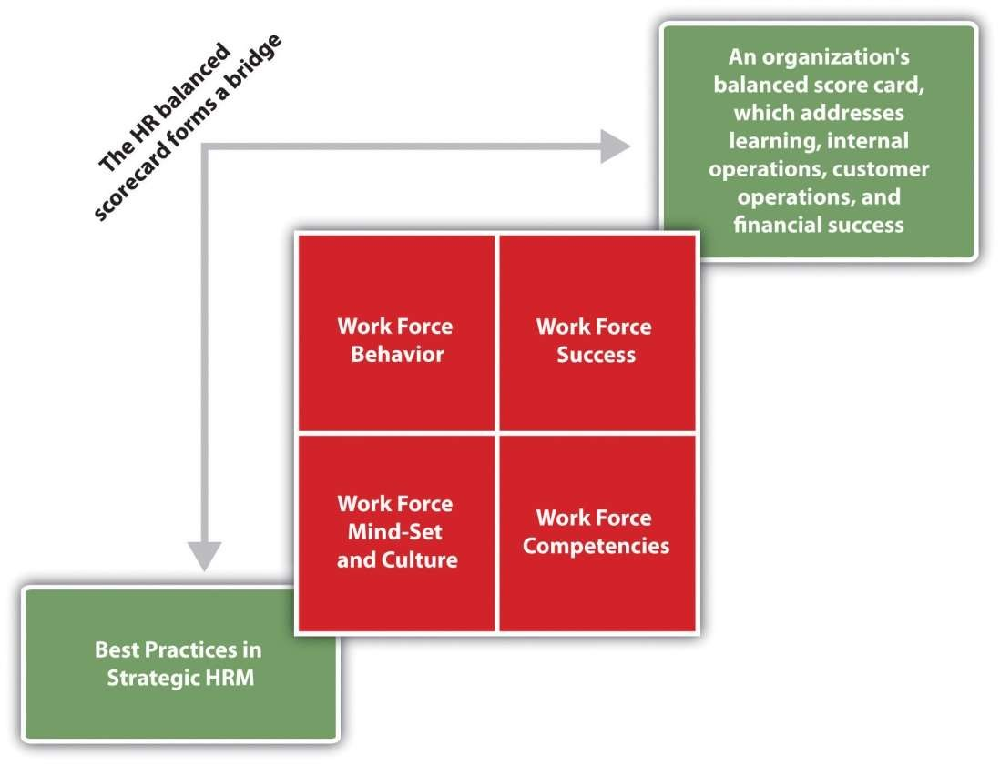 The HR balanced
scorecard forms a bridge
An organization's
balanced score card,
which addresses
learning, internal
operations, customer
operations, and
financial success
Work Force
Behavior
Work Force
Success
Work Force
Mind-Set
and Culture
Work Force
Competencies
Best Practices in
Strategic HRM